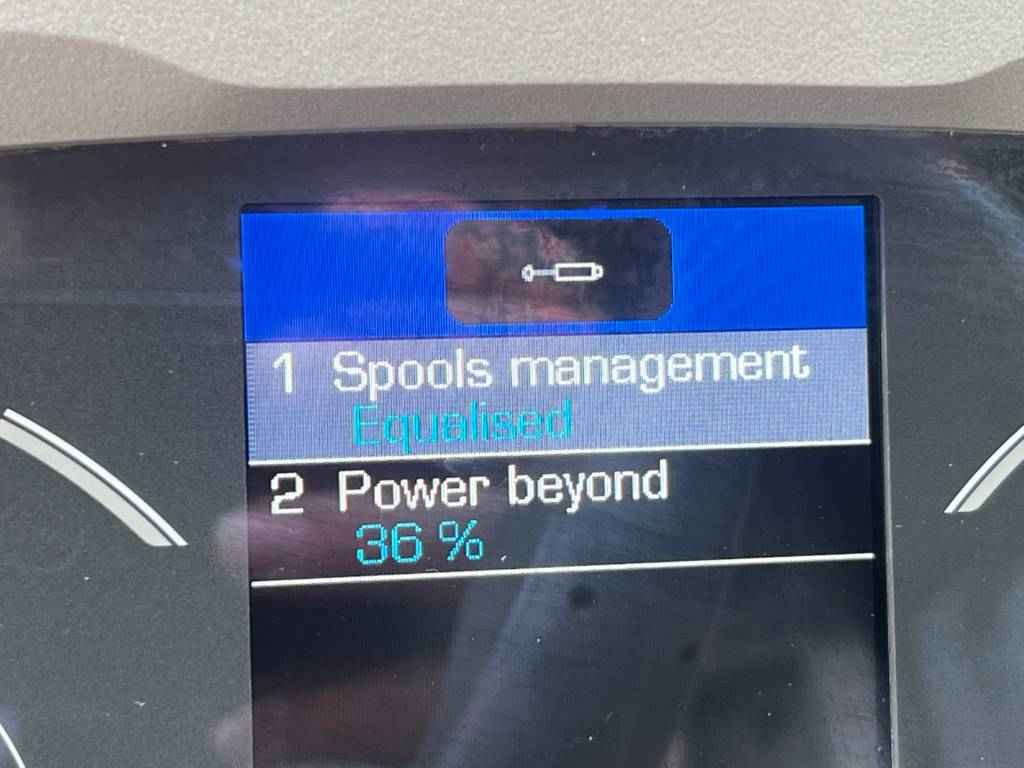 1 Spools management
Equalised
2 Power beyond
36 %